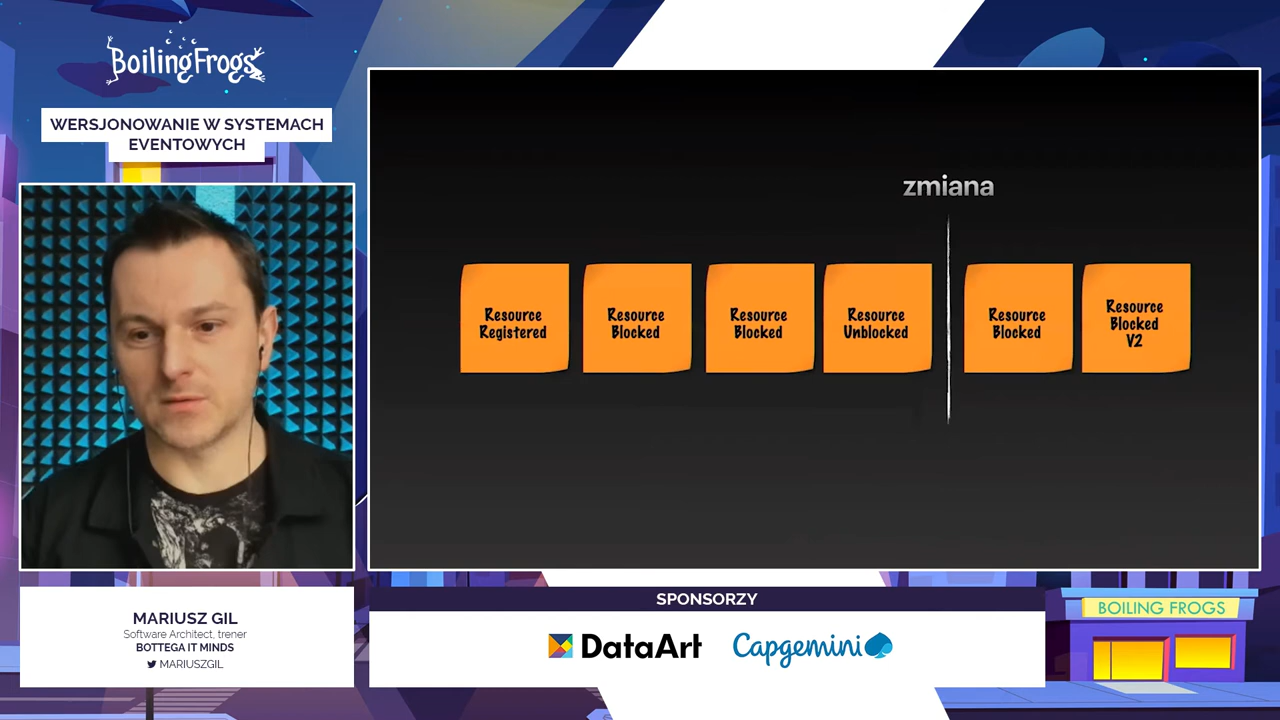 BoilingFrogs
WERSJONOWANIE W SYSTEMACH
EVENTOWYCH
zmiana
Resource
Registered
Resource
Blocked
Resource
Blocked
Resource
Unblocked
Resource
Blocked
Resource
Blocked
V2
MARIUSZ GIL
Software Architect, trener
BOTTEGA IT MINDS
MARIUSZGIL
SPONSORZY
DataArt
Capgemini
BOILING FROGS